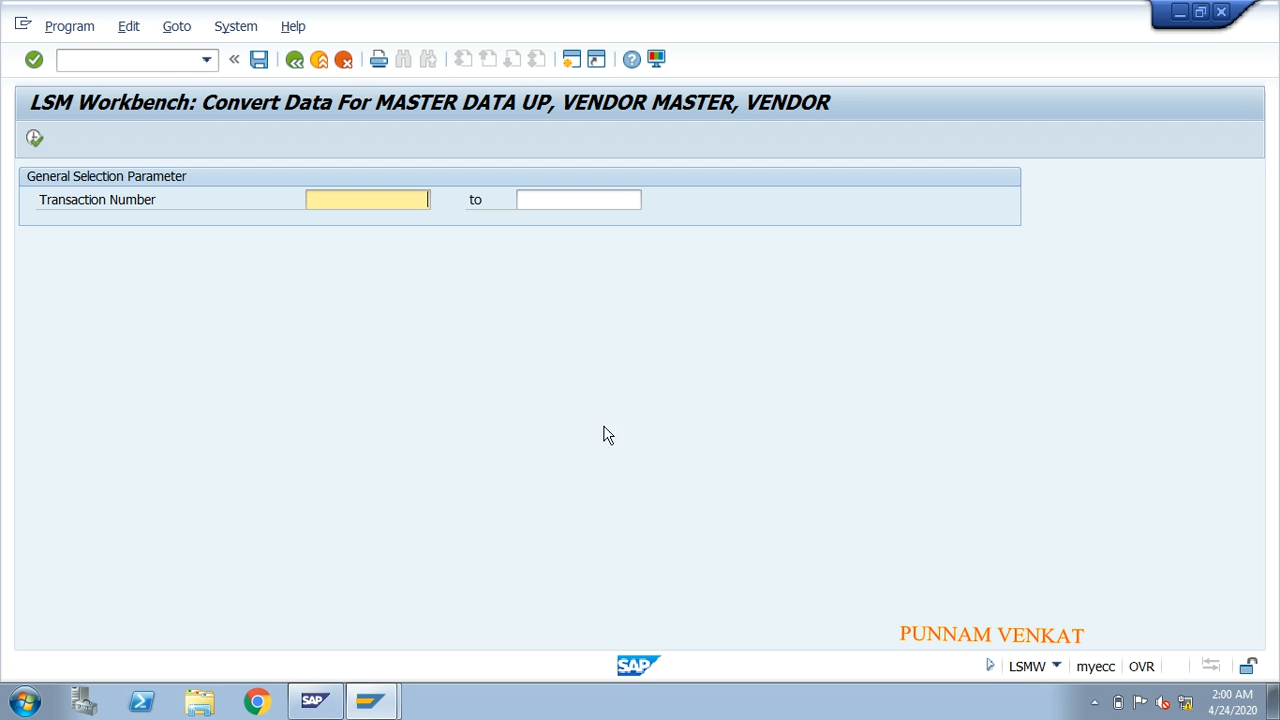 Program Edit Goto System Help
LSM Workbench: Convert Data For MASTER DATA UP, VENDOR MASTER, VENDOR
General Selection Parameter
Transaction Number to
PUNNAM VENKAT
SAP LSMW myecc OVR
SAP 2:00 AM
4/24/2020